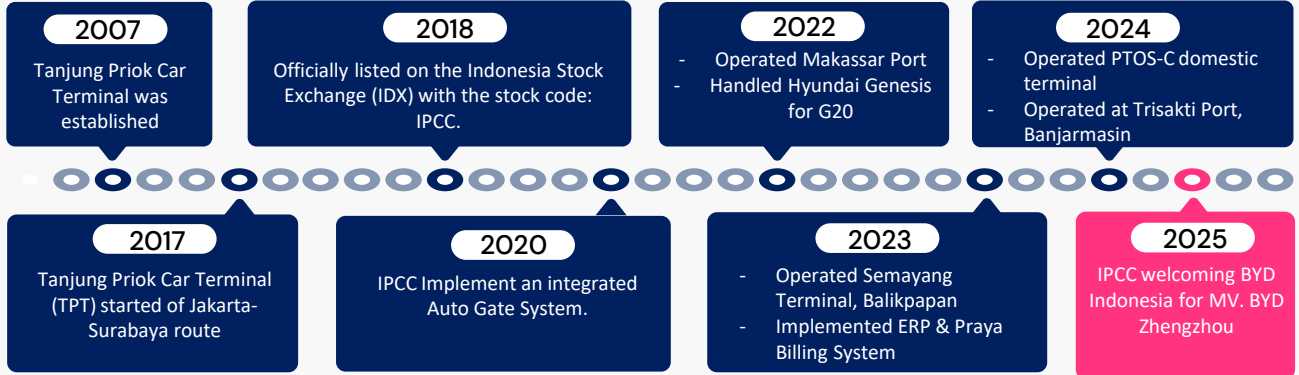 2007
Tanjung Priok Car
Terminal was
established
2018
Officially listed on the Indonesia Stock
Exchange (IDX) with the stock code:
IPCC.
2022
- Operated Makassar Port
- Handled Hyundai Genesis
for G20
2024
- Operated PTOS-C domestic
terminal
- Operated at Trisakti Port,
Banjarmasin
2017
Tanjung Priok Car Terminal
(TPT) started of Jakarta-
Surabaya route
2020
IPCC Implement an integrated
Auto Gate System.
2023
- Operated Semayang
Terminal, Balikpapan
- Implemented ERP & Praya
Billing System
2025
IPCC welcoming BYD
Indonesia for MV. BYD
Zhengzhou